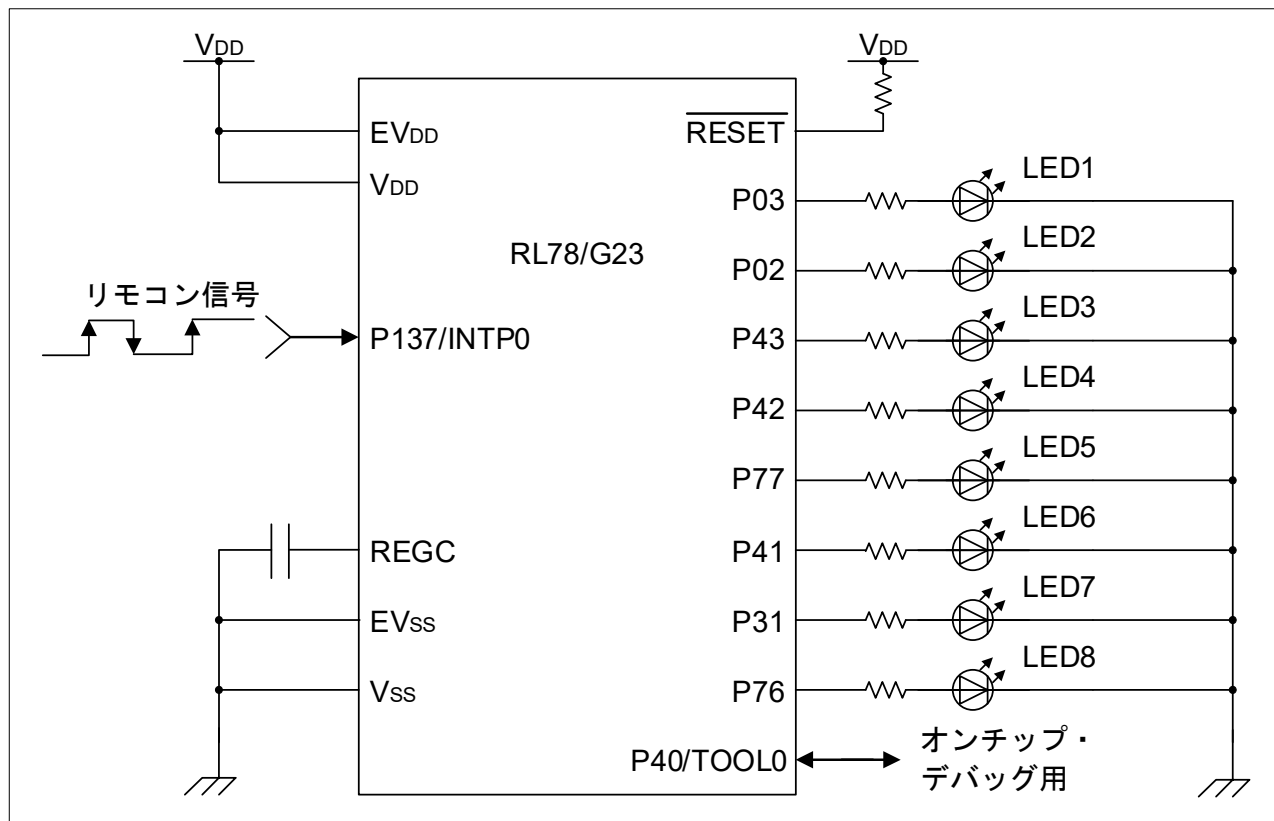 VDD
VDD
EVDD
RESET
VDD
P03
LED1
RL78/G23
P02
LED2
リモコン信号
P137/INTP0
P43
LED3
P42
LED4
P77
LED5
REGC
P41
LED6
EVSS
P31
LED7
VSS
P76
LED8
P40/TOOL0
オンチップ・
デバッグ用